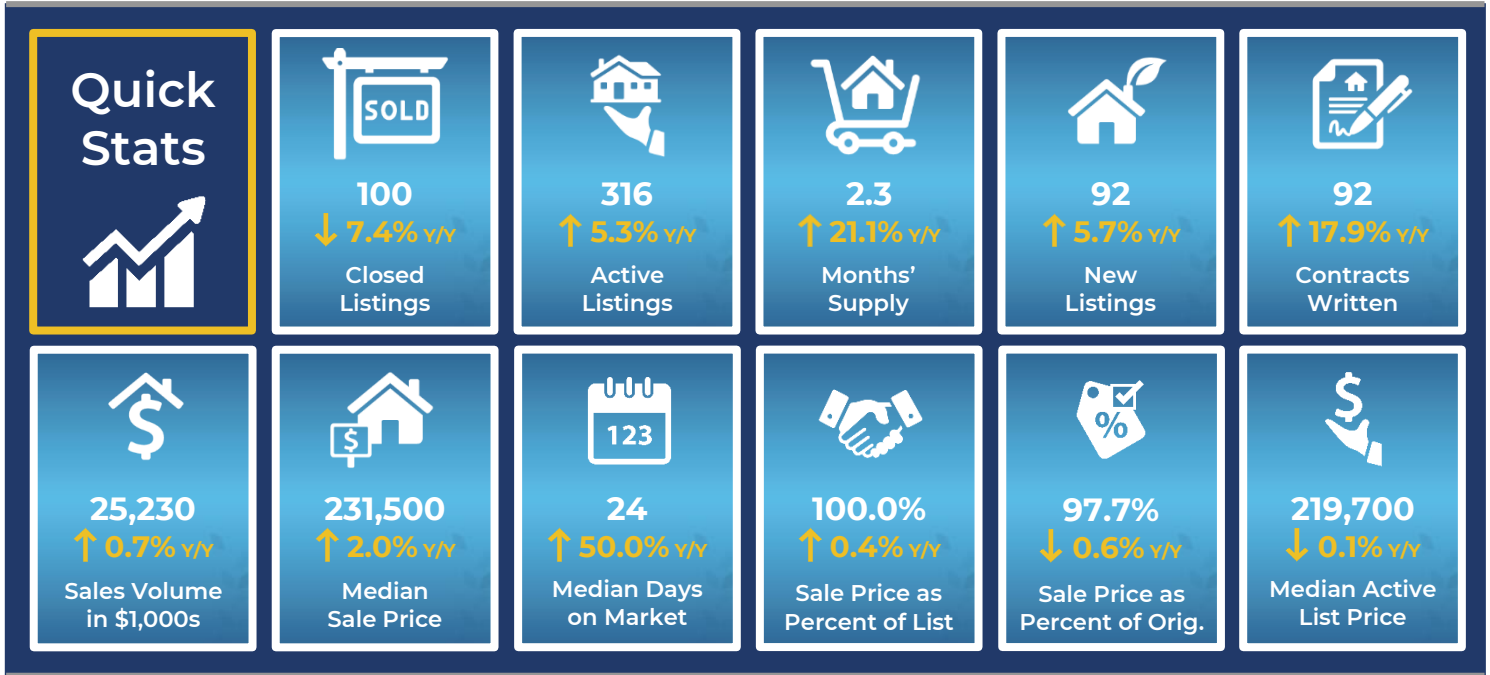 Quick
Stats
SOLD
100
↓ 7.4% Y/Y
Closed
Listings
316
↑ 5.3% Y/Y
Active
Listings
2.3
↑ 21.1% Y/Y
Months’
Supply
92
↑ 5.7% Y/Y
New
Listings
92
↑ 17.9% Y/Y
Contracts
Written
$
25,230
↑ 0.7% Y/Y
Sales Volume
in $1,000s
$
231,500
↑ 2.0% Y/Y
Median
Sale Price
123
24
↑ 50.0% Y/Y
Median Days
on Market
100.0%
↑ 0.4% Y/Y
Sale Price as
Percent of List
%
97.7%
↓ 0.6% Y/Y
Sale Price as
Percent of Orig.
$
219,700
↓ 0.1% Y/Y
Median Active
List Price